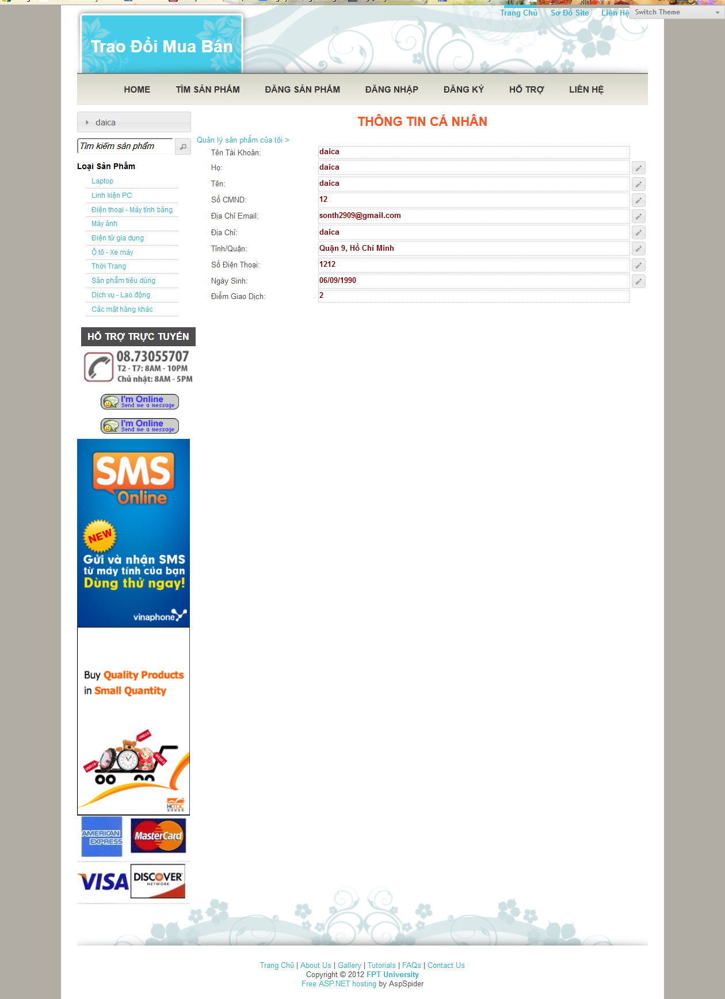 Trang Chủ Sơ Đồ Site Liên Hệ Switch Theme
Trao Đổi Mua Bán
HOME TÌM SẢN PHẨM ĐĂNG SẢN PHẨM ĐĂNG NHẬP ĐĂNG KÝ HỖ TRỢ LIÊN HỆ
daica
Tìm kiếm sản phẩm
Loại Sản Phẩm
Laptop
Linh kiện PC
Điện thoại - Máy tính bảng
Máy ảnh
Điện tử gia dụng
Ô tô - Xe máy
Thời Trang
Sản phẩm tiêu dùng
Dịch vụ - Lao động
Các mặt hàng khác
HỖ TRỢ TRỰC TUYẾN
08.73055707
T2 - T7: 8AM - 10PM
Chủ nhật: 8AM - 5PM
I'm Online
Send me a message
I'm Online
Send me a message
SMS
Online
NEW
Gửi và nhận SMS
từ máy tính của bạn
Dùng thử ngay!
vinaphone
Buy Quality Products
in Small Quantity
HKTDC
AMERICAN EXPRESS
MasterCard
VISA
DISCOVER
NETWORK
THÔNG TIN CÁ NHÂN
Quản lý sản phẩm của tôi >
Tên Tài Khoản: daica
Họ: daica
Tên: daica
Số CMND: 12
Địa Chỉ Email: sonth2909@gmail.com
Địa Chỉ: daica
Tỉnh/Quận: Quận 9, Hồ Chí Minh
Số Điện Thoại: 1212
Ngày Sinh: 06/09/1990
Điểm Giao Dịch: 2
Trang Chủ | About Us | Gallery | Tutorials | FAQs | Contact Us
Copyright © 2012 FPT University
Free ASP.NET hosting by AspSpider